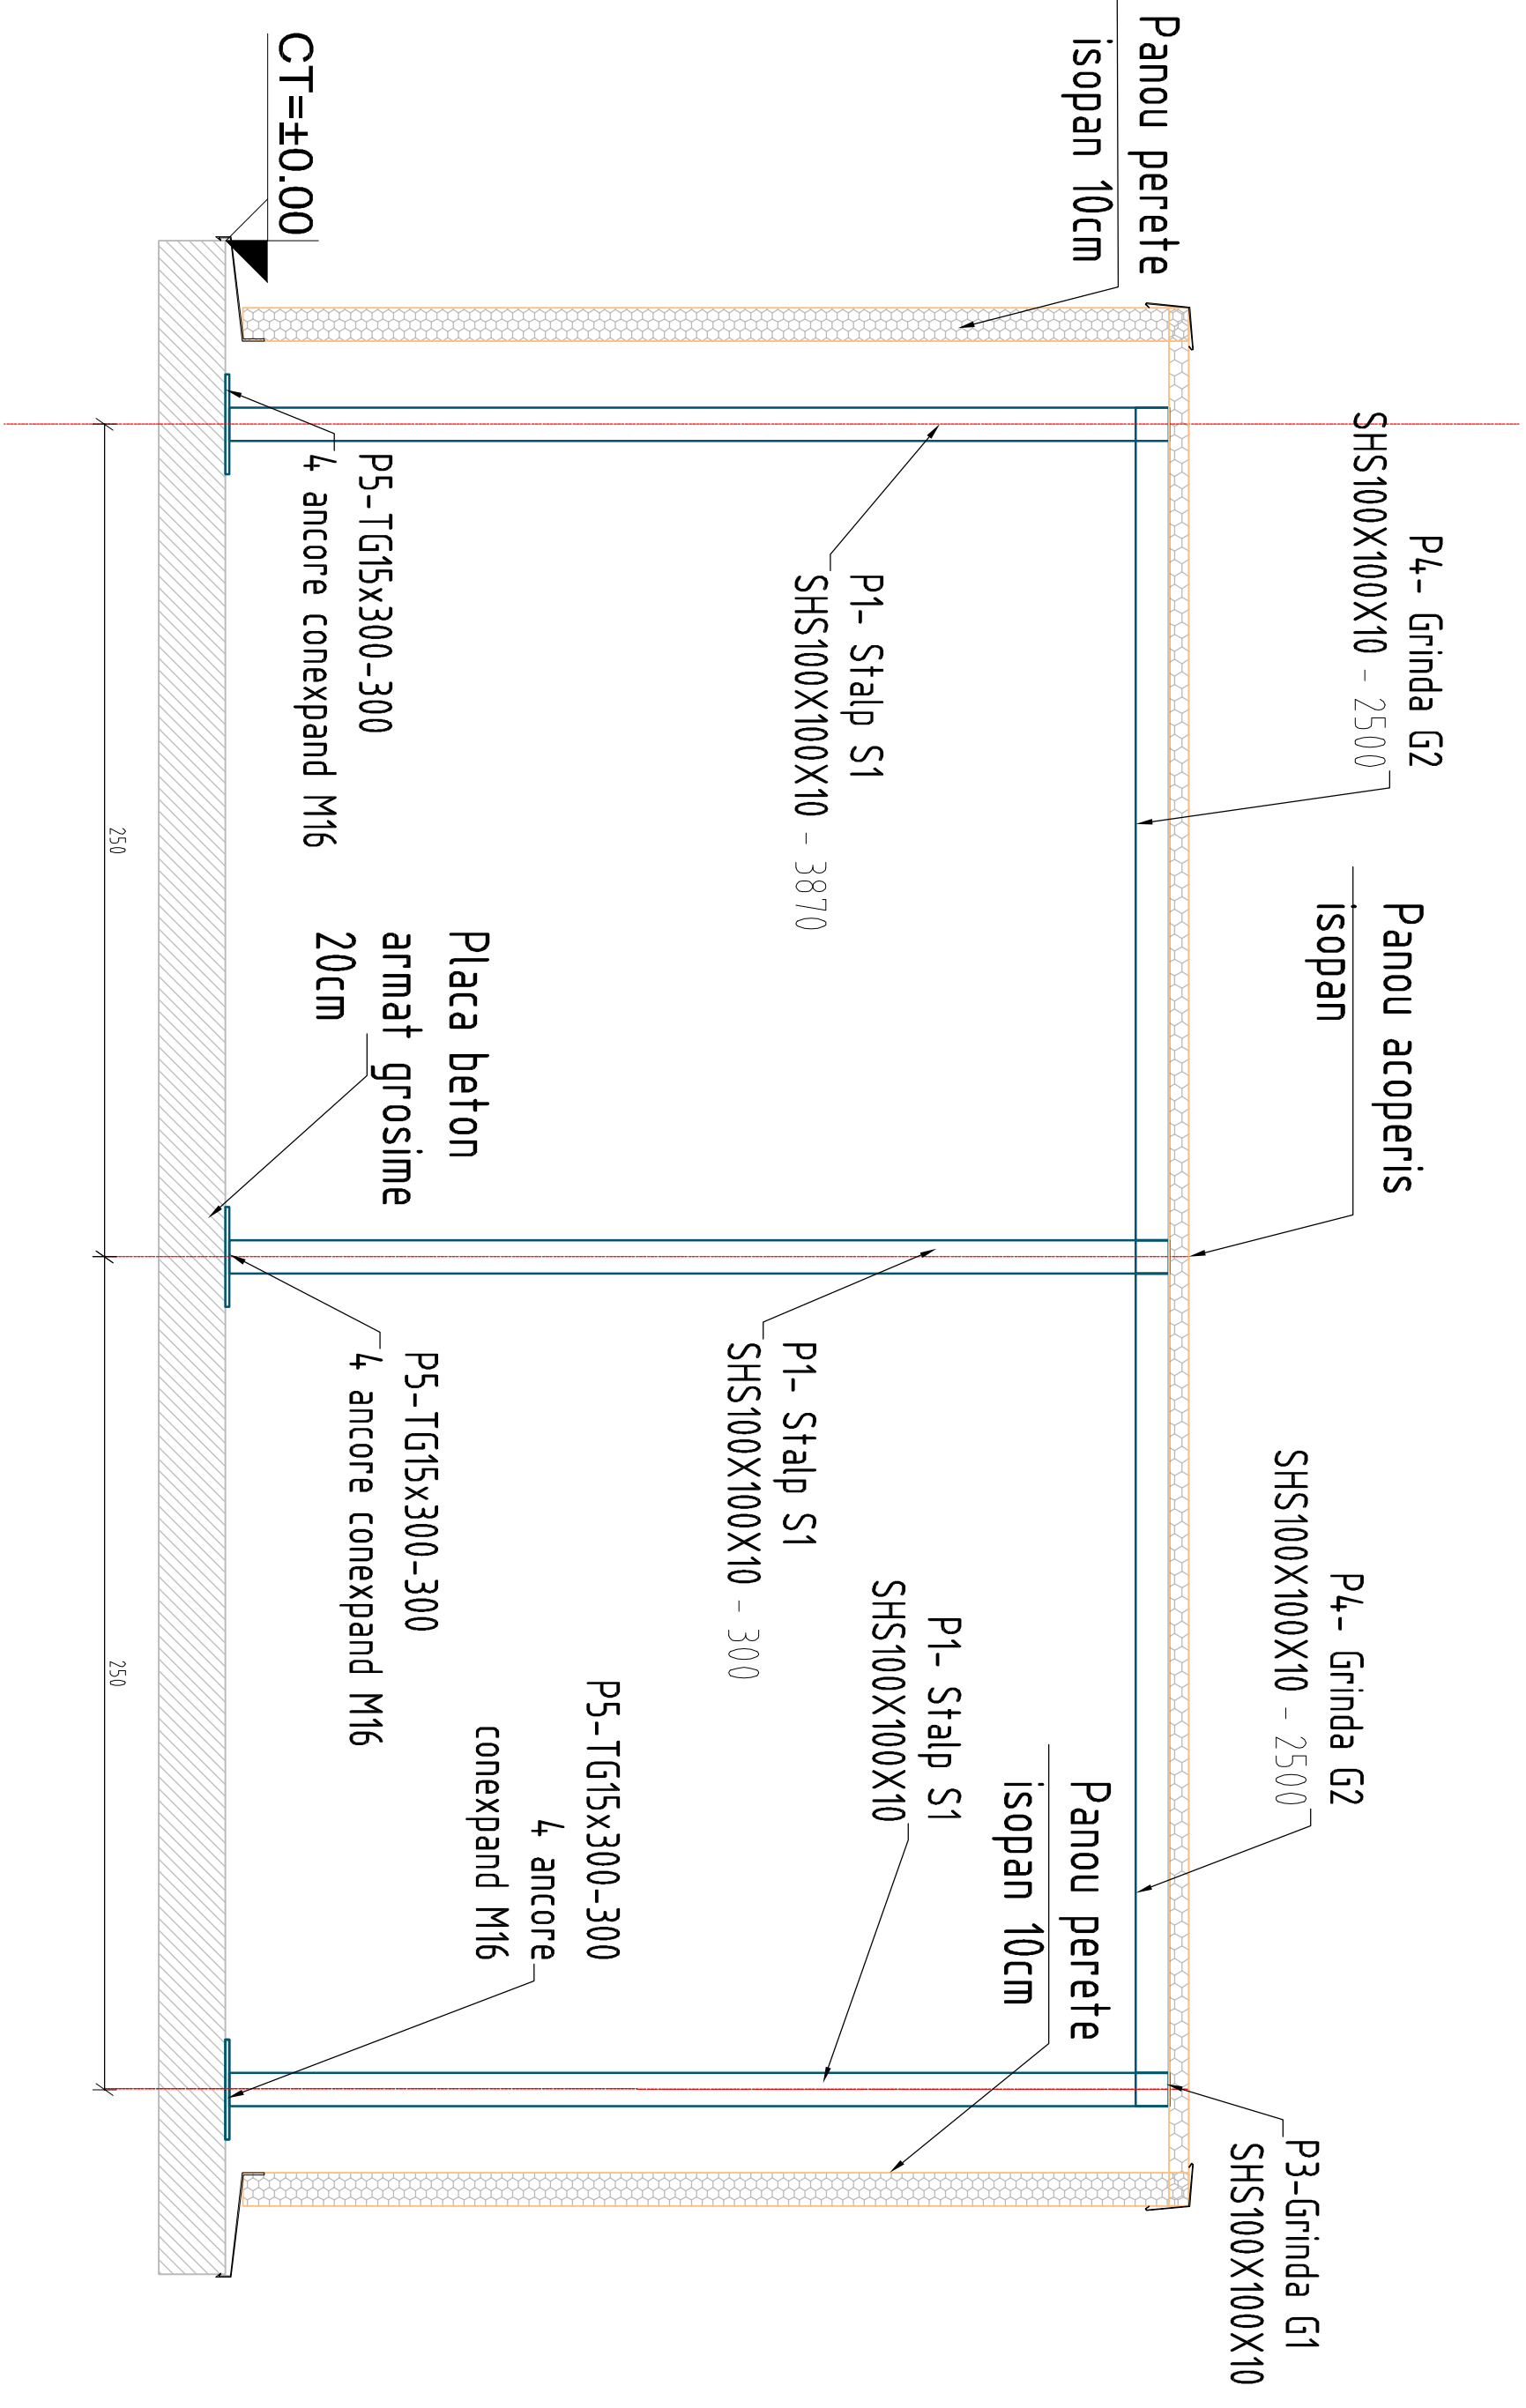 P4- Grinda G2
SHS100X100X10 - 2500
Panou acoperis
isopan
P4- Grinda G2
SHS100X100X10 - 2500
P3-Grinda G1
SHS100X100X10
Panou perete
isopan 10cm
P1- Stalp S1
SHS100X100X10 - 3870
P1- Stalp S1
SHS100X100X10 - 300
P1- Stalp S1
SHS100X100X10
Panou perete
isopan 10cm
CT=±0.00
P5-TG15x300-300
4 ancore conexpand M16
Placa beton
armat grosime
20cm
P5-TG15x300-300
4 ancore conexpand M16
P5-TG15x300-300
4 ancore
conexpand M16
250
250